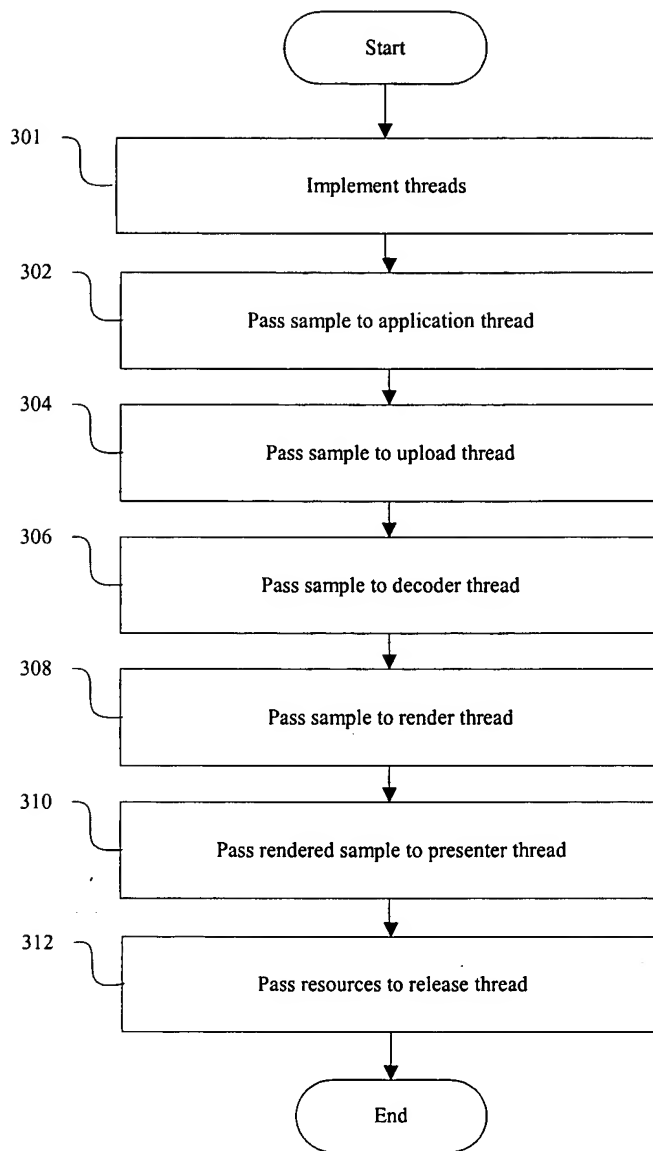 Start
301
Implement threads
302
Pass sample to application thread
304
Pass sample to upload thread
306
Pass sample to decoder thread
308
Pass sample to render thread
310
Pass rendered sample to presenter thread
312
Pass resources to release thread
End